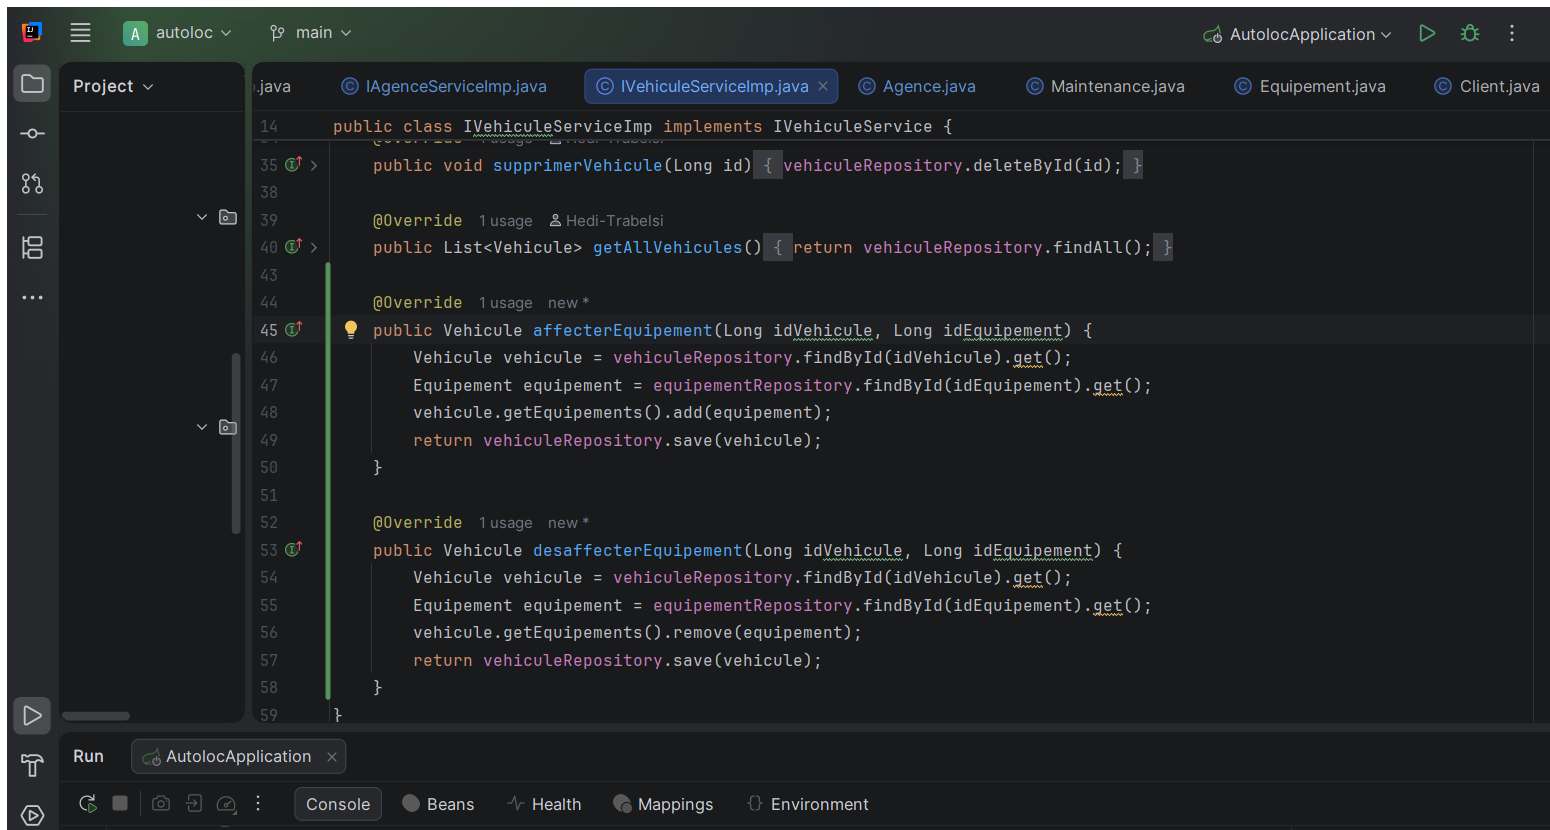 autoloc main AutolocApplication
Project
.java IAgenceServiceImp.java IVehiculeServiceImp.java Agence.java Maintenance.java Equipement.java Client.java
14 public class IVehiculeServiceImp implements IVehiculeService {
@Override 1 usage Hedi-Trabelsi
35 public void supprimerVehicule(Long id) { vehiculeRepository.deleteById(id); }
38
39 @Override 1 usage Hedi-Trabelsi
40 public List<Vehicule> getAllVehicules() { return vehiculeRepository.findAll(); }
43
44 @Override 1 usage new *
45 public Vehicule affecterEquipement(Long idVehicule, Long idEquipement) {
46 Vehicule vehicule = vehiculeRepository.findById(idVehicule).get();
47 Equipement equipement = equipementRepository.findById(idEquipement).get();
48 vehicule.getEquipements().add(equipement);
49 return vehiculeRepository.save(vehicule);
50 }
51
52 @Override 1 usage new *
53 public Vehicule desaffecterEquipement(Long idVehicule, Long idEquipement) {
54 Vehicule vehicule = vehiculeRepository.findById(idVehicule).get();
55 Equipement equipement = equipementRepository.findById(idEquipement).get();
56 vehicule.getEquipements().remove(equipement);
57 return vehiculeRepository.save(vehicule);
58 }
59 }
Run AutolocApplication
Console Beans Health Mappings Environment